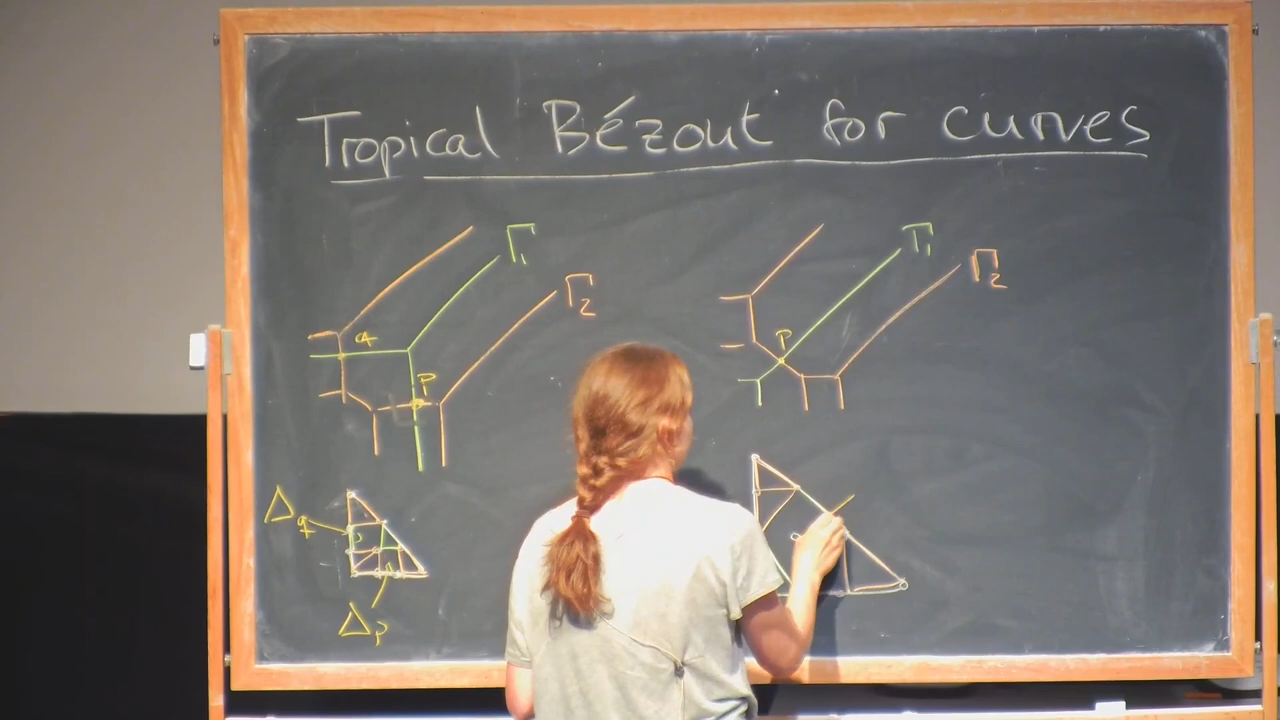 Tropical Bézout for curves
Γ₁
Γ₂
q
P
Δq
Δp
Γ₁
Γ₂
P